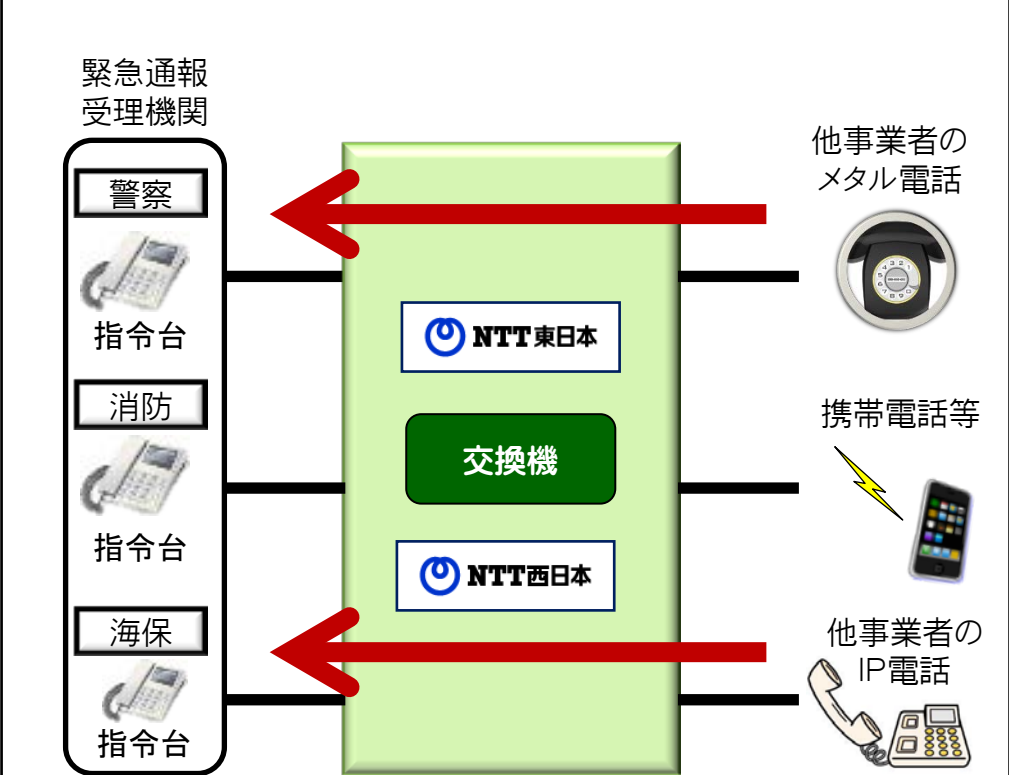 緊急通報
受理機関
警察
指令台
消防
指令台
海保
指令台
NTT東日本
交換機
NTT西日本
他事業者の
メタル電話
携帯電話等
他事業者の
IP電話